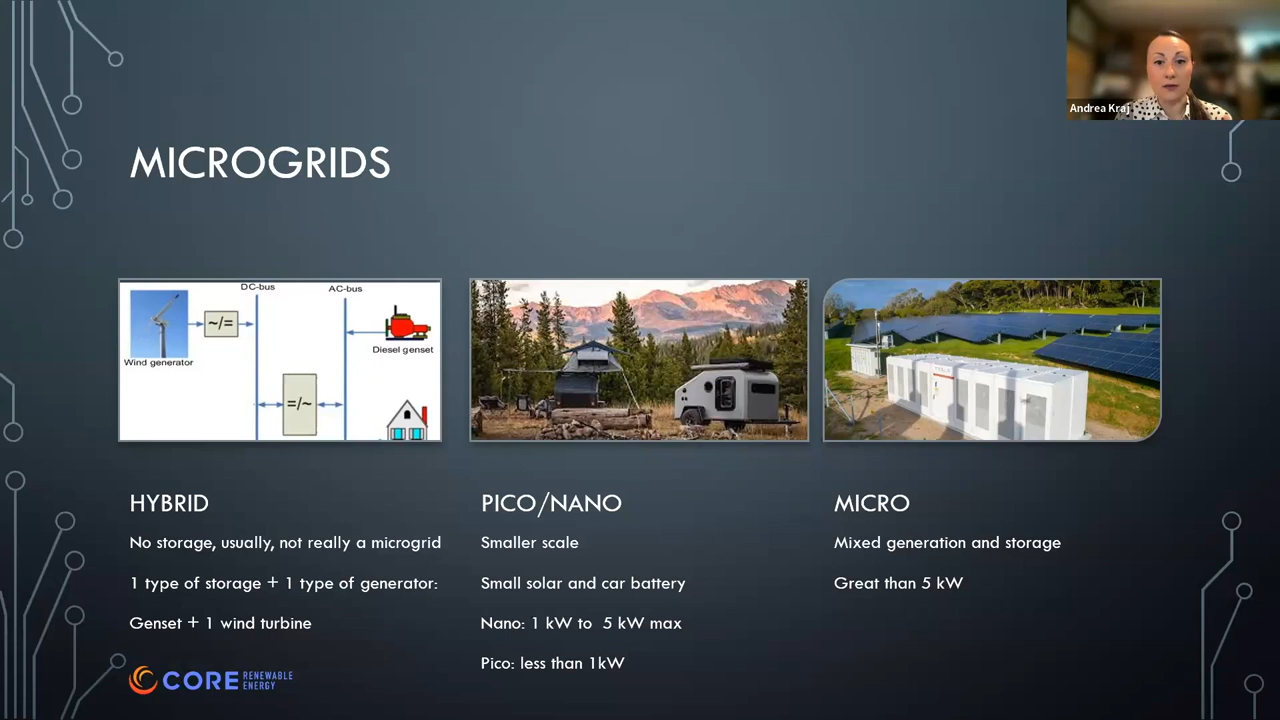 Andrea Kraj
MICROGRIDS
DC-bus
AC-bus
~/=
Wind generator
Diesel genset
=/~
HYBRID
No storage, usually, not really a microgrid
1 type of storage + 1 type of generator:
Genset + 1 wind turbine
PICO/NANO
Smaller scale
Small solar and car battery
Nano: 1 kW to 5 kW max
Pico: less than 1kW
MICRO
Mixed generation and storage
Great than 5 kW
CORE RENEWABLE
ENERGY